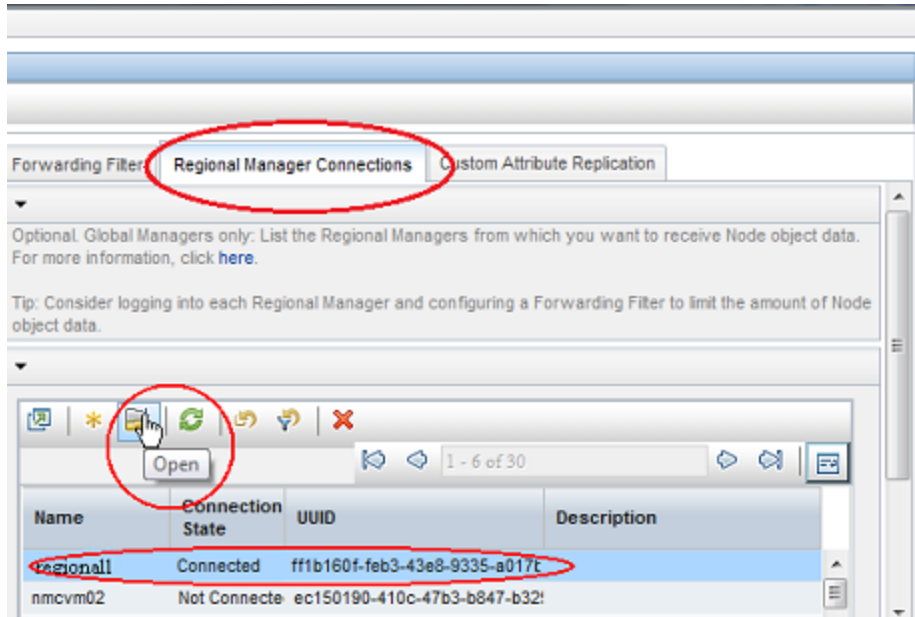 Forwarding Filter
Regional Manager Connections
Custom Attribute Replication
Optional. Global Managers only: List the Regional Managers from which you want to receive Node object data.
For more information, click here.
Tip: Consider logging into each Regional Manager and configuring a Forwarding Filter to limit the amount of Node
object data.
Open
1 - 6 of 30
Name
Connection
State
UUID
Description
regional1 Connected ff1b160f-feb3-43e8-9335-a017b
nmcvm02 Not Connecte ec150190-410c-47b3-b847-b32